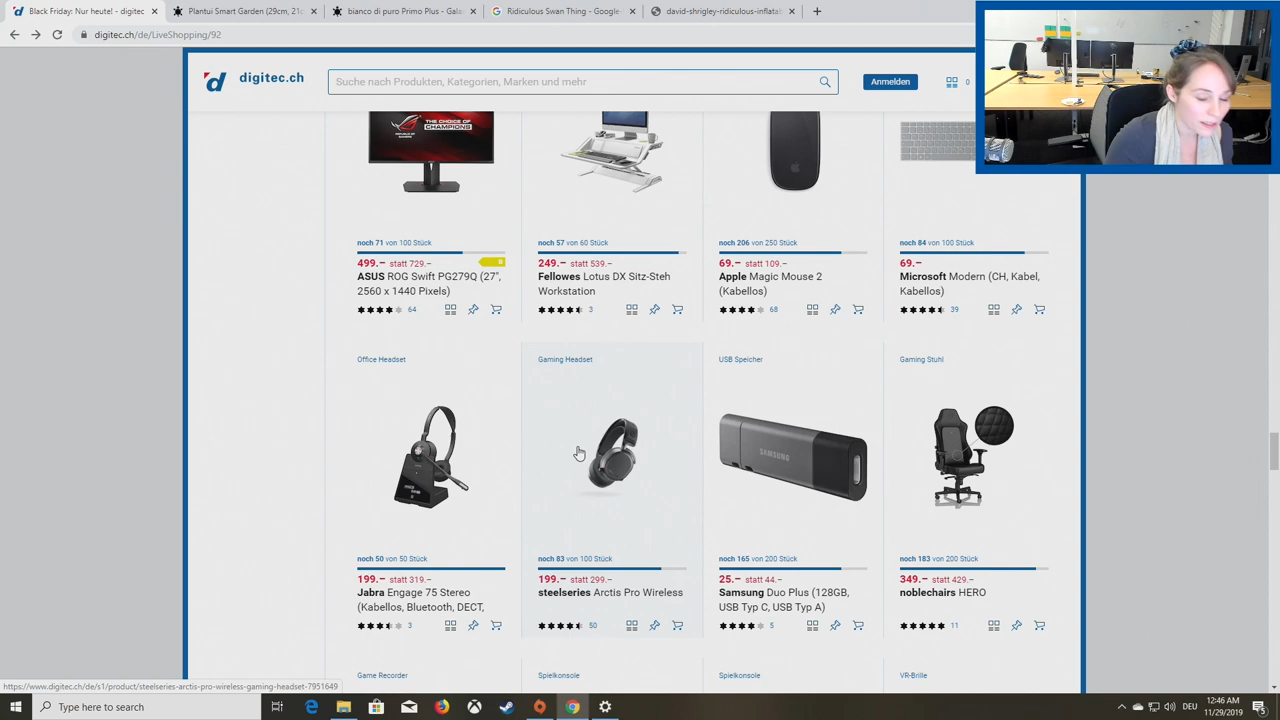 Black Friday: Nur heute! - digitec
Plantui Smart Garden (29cm, 21c
bianco di puro Primo Plus - Gale
Ridiculous Swan Thing - Google-
david-shrigley-ridiculous-inflatab
digitec.ch/de/LiveShopping/92
digitec.ch
Suche nach Produkten, Kategorien, Marken und mehr
Anmelden
0
THE CHOICE OF
CHAMPIONS
noch 71 von 100 Stück
noch 57 von 60 Stück
noch 206 von 250 Stück
noch 84 von 100 Stück
499.– statt 729.–
B
249.– statt 539.–
69.– statt 109.–
69.–
ASUS ROG Swift PG279Q (27",
2560 x 1440 Pixels)
Fellowes Lotus DX Sitz-Steh
Workstation
Apple Magic Mouse 2
(Kabellos)
Microsoft Modern (CH, Kabel,
Kabellos)
64
3
68
39
Office Headset
Gaming Headset
USB Speicher
Gaming Stuhl
SAMSUNG
noch 50 von 50 Stück
noch 83 von 100 Stück
noch 165 von 200 Stück
noch 183 von 200 Stück
199.– statt 319.–
199.– statt 299.–
25.– statt 44.–
349.– statt 429.–
Jabra Engage 75 Stereo
(Kabellos, Bluetooth, DECT,
steelseries Arctis Pro Wireless
Samsung Duo Plus (128GB,
USB Typ C, USB Typ A)
noblechairs HERO
3
50
5
11
Game Recorder
Spielkonsole
Spielkonsole
VR-Brille
https://www.digitec.ch/de/s1/product/steelseries-arctis-pro-wireless-gaming-headset-7951649
Type here to search
DEU
12:46 AM
11/29/2019
5